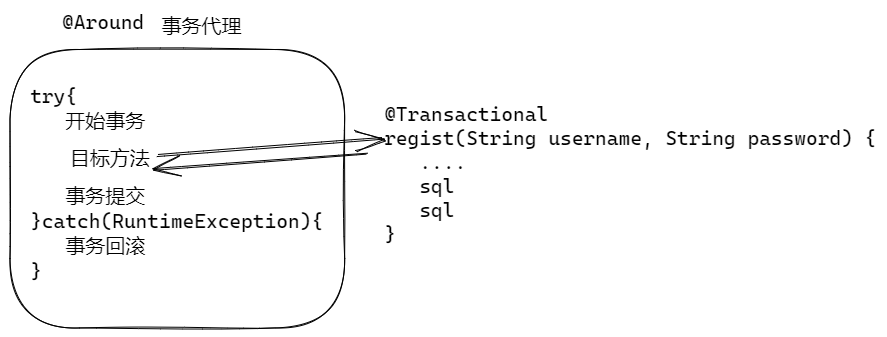 @Around 事务代理
try{
开始事务
目标方法
事务提交
}catch(RuntimeException){
事务回滚
}
@Transactional
regist(String username, String password) {
....
sql
sql
}